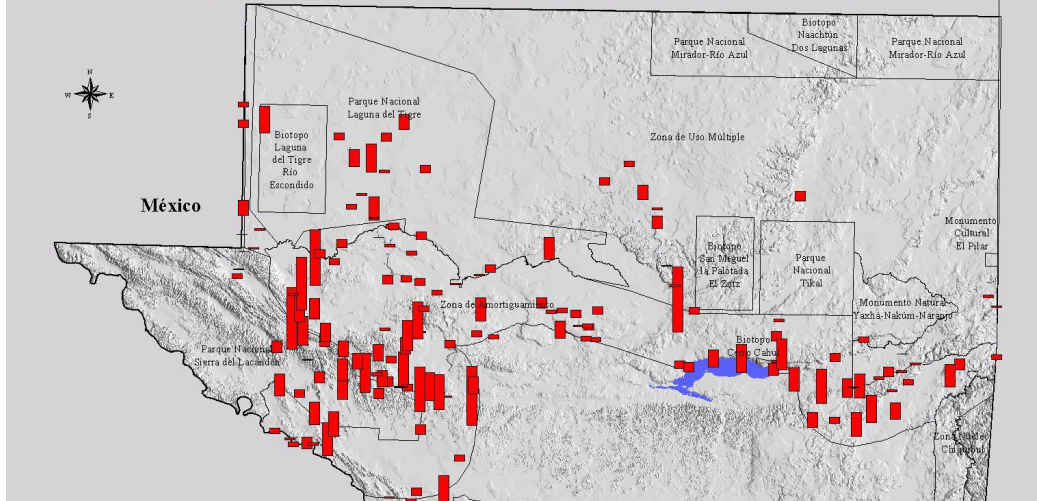 Biotopo
Naachtún
Dos Lagunas
Parque Nacional
Mirador-Río Azul
Parque Nacional
Mirador-Río Azul
N
W E
S
Parque Nacional
Laguna del Tigre
Biotopo
Laguna
del Tigre
Río
Escondido
Zona de Uso Múltiple
México
Monumento
Cultural
El Pilar
Biotopo
San Miguel
la Palotada
El Zotz
Parque
Nacional
Tikal
Zona de Amortiguamiento
Monumento Natural
Yaxhá-Nakúm-Naranjo
Biotopo
Cerro Cahuí
Parque Nacional
Sierra del Lacandón
Zona Núcleo
Chiquibul